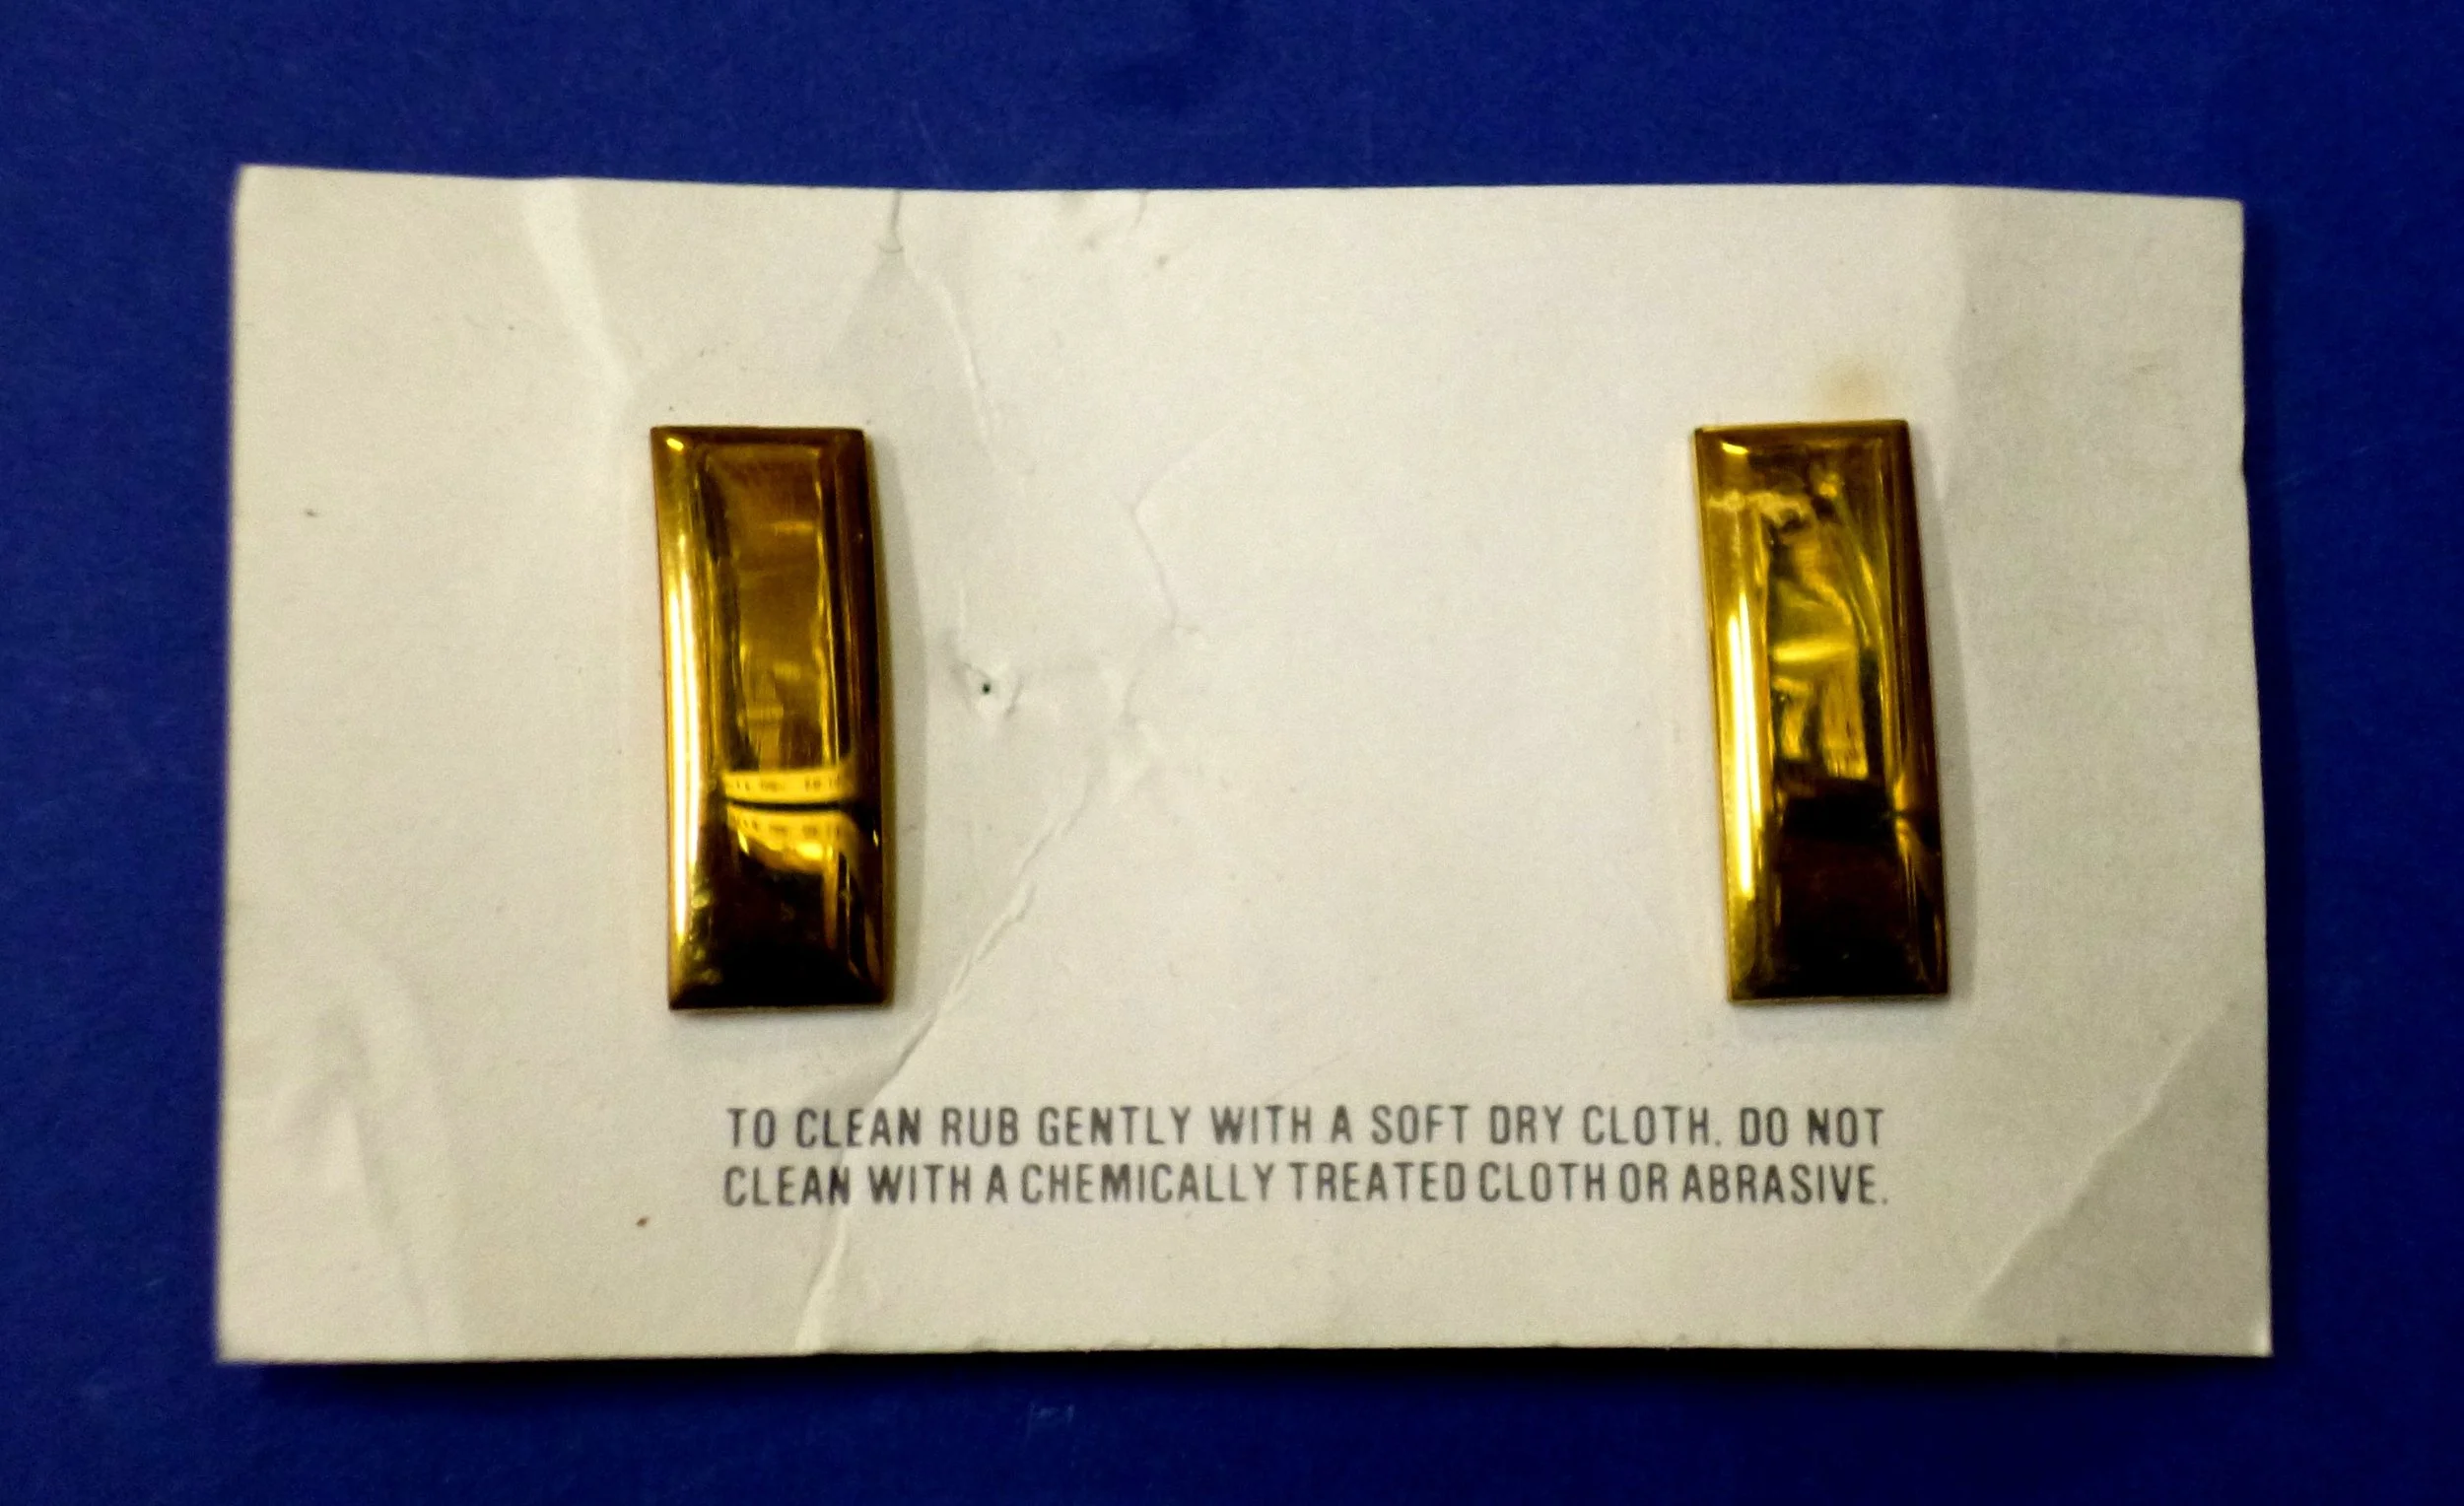 TO CLEAN RUB GENTLY WITH A SOFT DRY CLOTH. DO NOT
CLEAN WITH A CHEMICALLY TREATED CLOTH OR ABRASIVE.